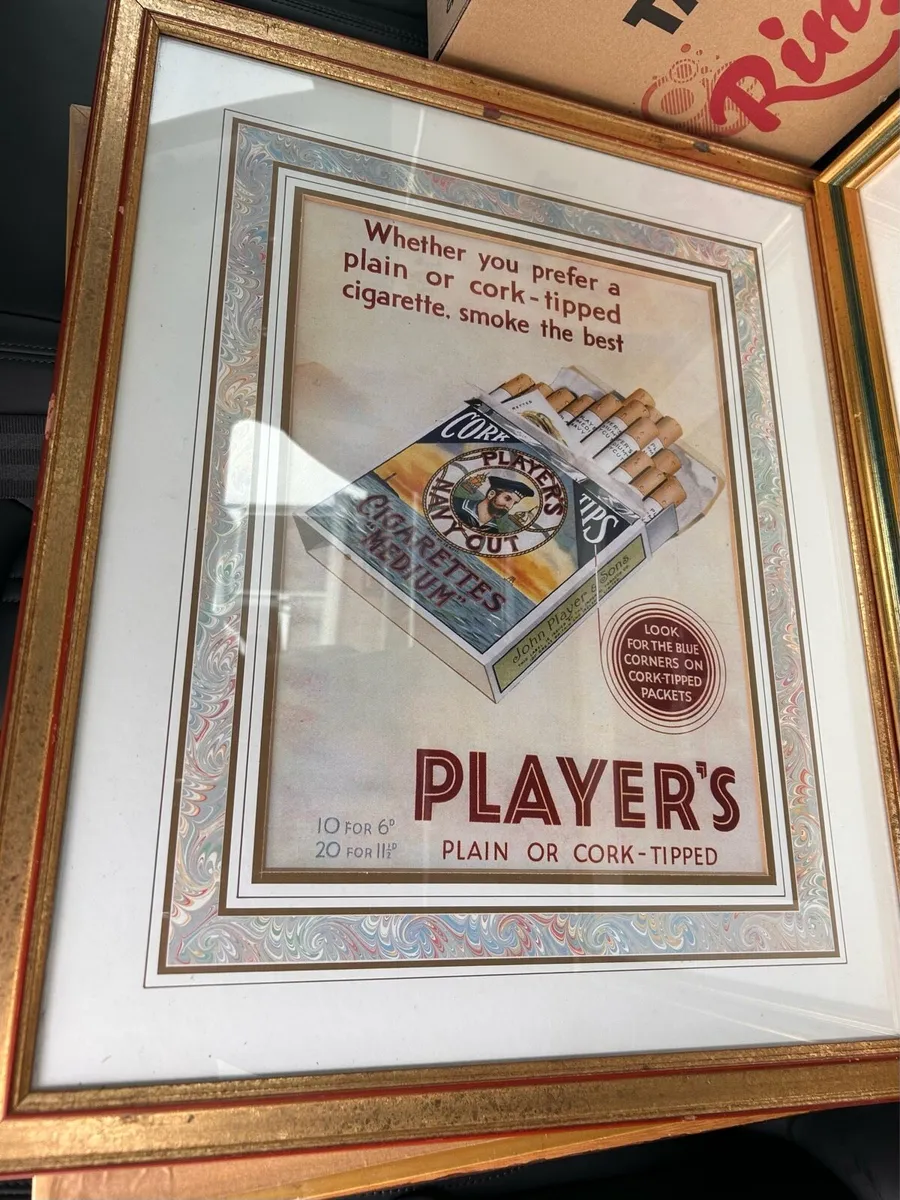 Rin
Whether you prefer a
plain or cork-tipped
cigarette, smoke the best
CORK
TIPS
PLAYER'S
NAVY CUT
CIGARETTES
"MEDIUM"
John Player & Sons
LOOK
FOR THE BLUE
CORNERS ON
CORK-TIPPED
PACKETS
PLAYER'S
10 FOR 6D
20 FOR 11½D
PLAIN OR CORK-TIPPED